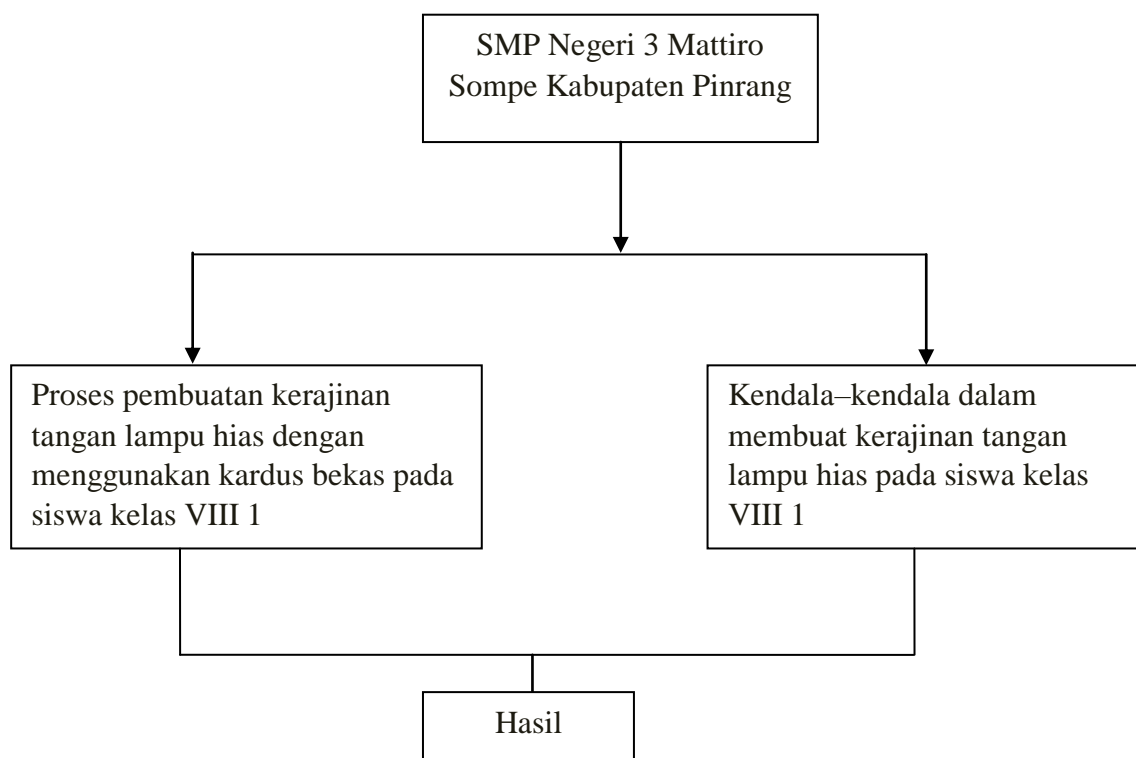 SMP Negeri 3 Mattiro
Sompe Kabupaten Pinrang
Proses pembuatan kerajinan
tangan lampu hias dengan
menggunakan kardus bekas pada
siswa kelas VIII 1
Kendala–kendala dalam
membuat kerajinan tangan
lampu hias pada siswa kelas
VIII 1
Hasil